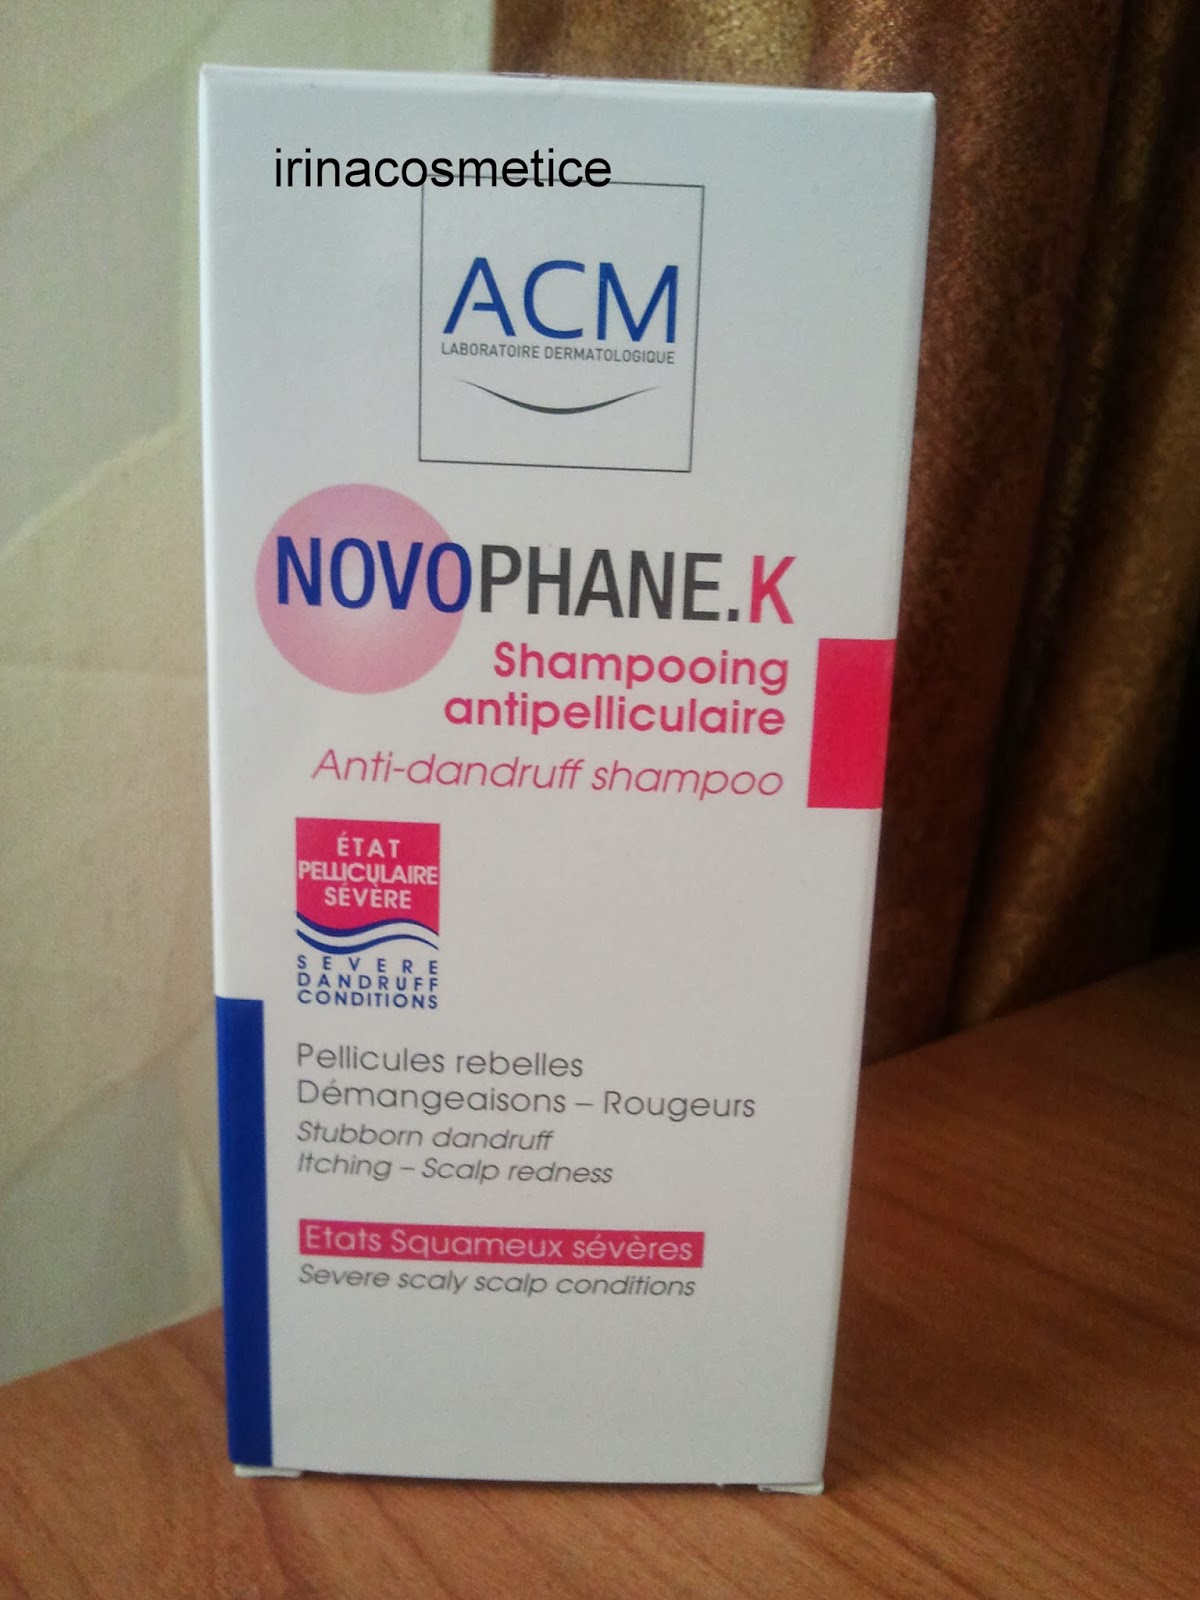 irinacosmetice
ACM
LABORATOIRE DERMATOLOGIQUE
NOVOPHANE.K
Shampooing
antipelliculaire
Anti-dandruff shampoo
ÉTAT
PELLICULAIRE
SÉVÈRE
SEVERE
DANDRUFF
CONDITIONS
Pellicules rebelles
Démangeaisons – Rougeurs
Stubborn dandruff
Itching – Scalp redness
Etats Squameux sévères
Severe scaly scalp conditions